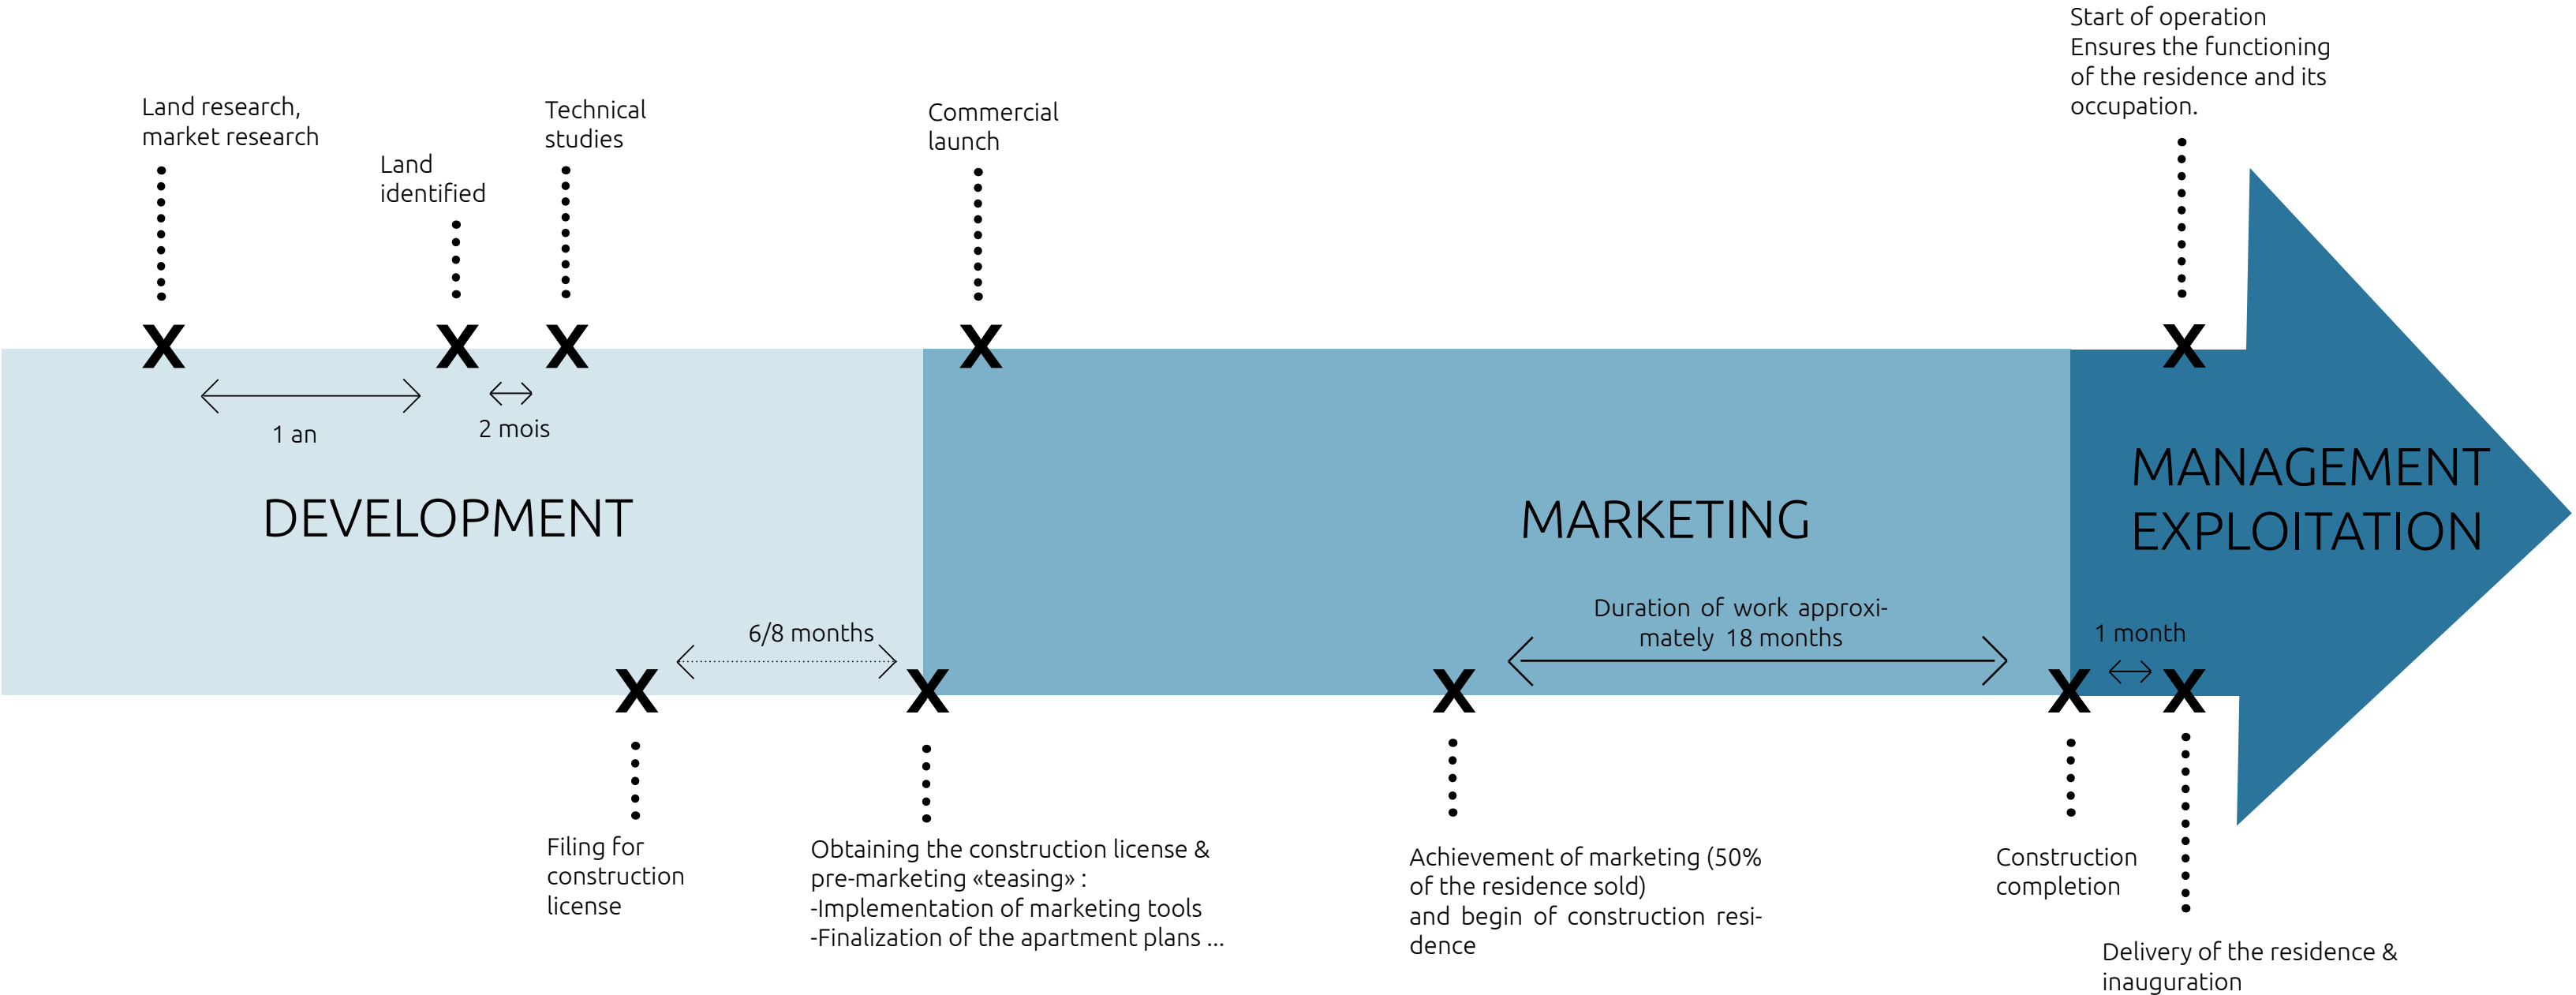 Start of operation
Ensures the functioning
of the residence and its
occupation.
Land research,
market research
Land
identified
Technical
studies
Commercial
launch
X
X
X
X
X
1 an
2 mois
DEVELOPMENT
MARKETING
MANAGEMENT
EXPLOITATION
6/8 months
Duration of work approxi-
mately 18 months
1 month
X
X
X
X
X
Filing for
construction
license
Obtaining the construction license &
pre-marketing «teasing» :
-Implementation of marketing tools
-Finalization of the apartment plans ...
Achievement of marketing (50%
of the residence sold)
and begin of construction resi-
dence
Construction
completion
Delivery of the residence &
inauguration